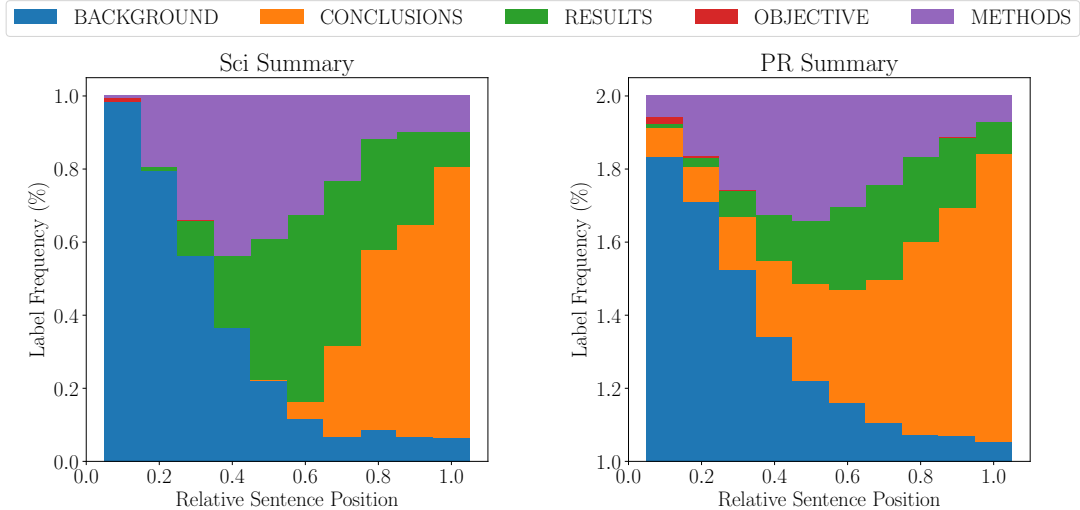 BACKGROUND CONCLUSIONS RESULTS OBJECTIVE METHODS
Sci Summary
Label Frequency (%)
1.0
0.8
0.6
0.4
0.2
0.0
0.0 0.2 0.4 0.6 0.8 1.0
Relative Sentence Position
PR Summary
Label Frequency (%)
2.0
1.8
1.6
1.4
1.2
1.0
0.0 0.2 0.4 0.6 0.8 1.0
Relative Sentence Position